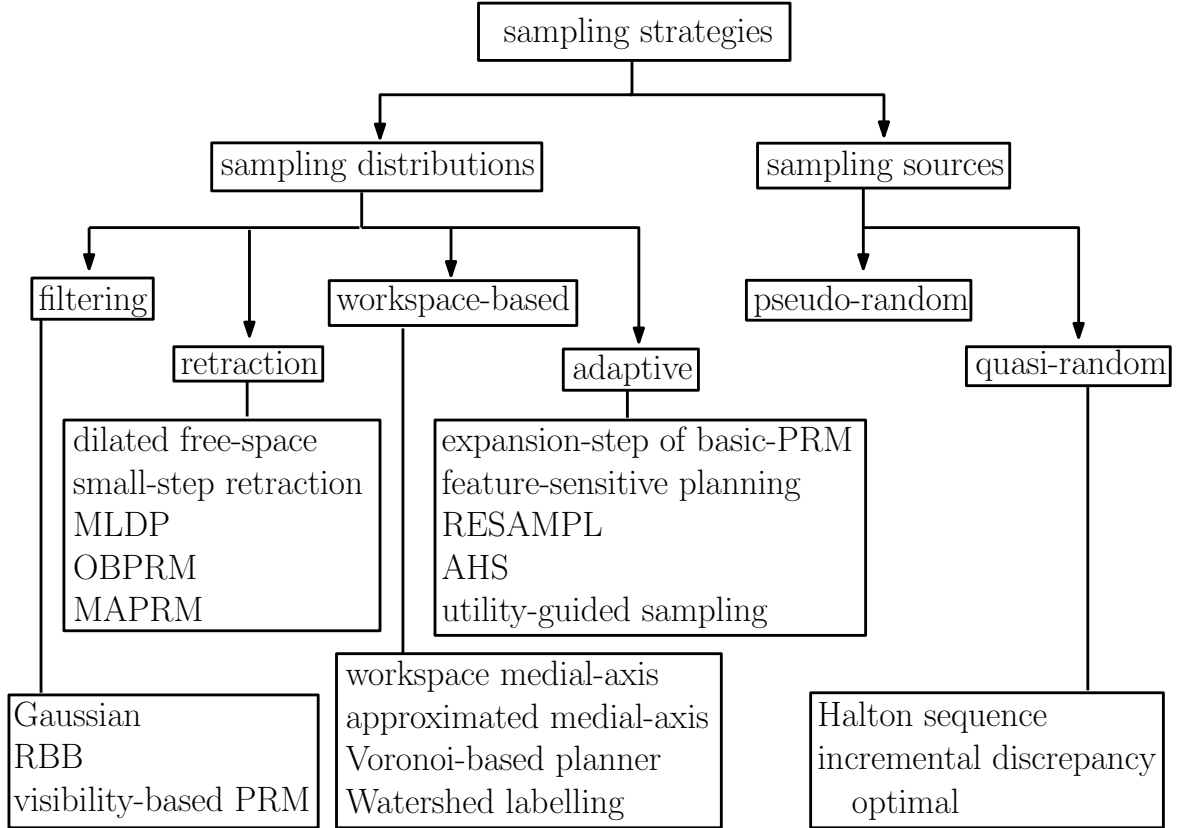 sampling strategies
sampling distributions
sampling sources
filtering
workspace-based
pseudo-random
retraction
adaptive
quasi-random
dilated free-space
small-step retraction
MLDP
OBPRM
MAPRM
expansion-step of basic-PRM
feature-sensitive planning
RESAMPL
AHS
utility-guided sampling
Gaussian
RBB
visibility-based PRM
workspace medial-axis
approximated medial-axis
Voronoi-based planner
Watershed labelling
Halton sequence
incremental discrepancy
optimal